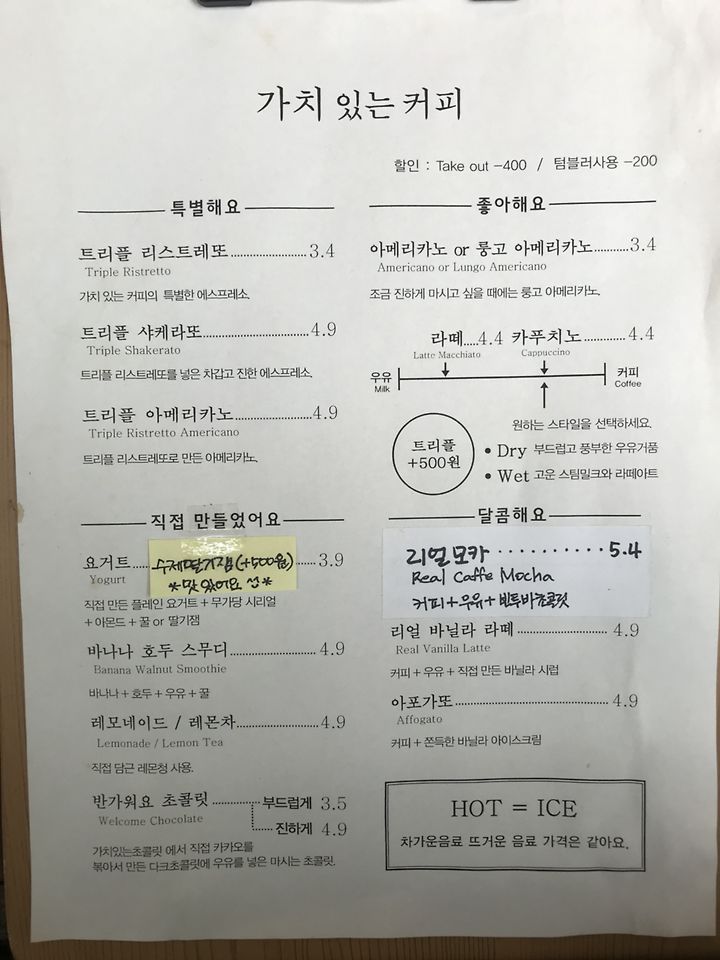 가치 있는 커피
할인 : Take out -400 / 텀블러사용 -200
특별해요
트리플 리스트레또 3.4
Triple Ristretto
가치 있는 커피의 특별한 에스프레소.
트리플 샤케라또 4.9
Triple Shakerato
트리플 리스트레또를 넣은 차갑고 진한 에스프레소.
트리플 아메리카노 4.9
Triple Ristretto Americano
트리플 리스트레또로 만든 아메리카노.
좋아해요
아메리카노 or 룽고 아메리카노 3.4
Americano or Lungo Americano
조금 진하게 마시고 싶을 때에는 룽고 아메리카노.
라떼 4.4 카푸치노 4.4
Latte Macchiato Cappuccino
우유 커피
Milk Coffee
원하는 스타일을 선택하세요.
트리플
+500원
• Dry 부드럽고 풍부한 우유거품
• Wet 고운 스팀밀크와 라떼아트
직접 만들었어요
요거트 수제딸기잼(+500원) 3.9
*맛있어요
Yogurt
직접 만든 플레인 요거트 + 무가당 시리얼
+ 아몬드 + 꿀 or 딸기잼
바나나 호두 스무디 4.9
Banana Walnut Smoothie
바나나 + 호두 + 우유 + 꿀
레모네이드 / 레몬차 4.9
Lemonade / Lemon Tea
직접 담근 레몬청 사용.
반가워요 초콜릿 부드럽게 3.5
Welcome Chocolate
진하게 4.9
가치있는초콜릿 에서 직접 카카오를
볶아서 만든 다크초콜릿에 우유를 넣은 마시는 초콜릿.
달콤해요
리얼모카 5.4
Real Caffe Mocha
커피+우유+빈투바초콜릿
리얼 바닐라 라떼 4.9
Real Vanilla Latte
커피 + 우유 + 직접 만든 바닐라 시럽
아포가또 4.9
Affogato
커피 + 쫀득한 바닐라 아이스크림
HOT = ICE
차가운음료 뜨거운 음료 가격은 같아요.